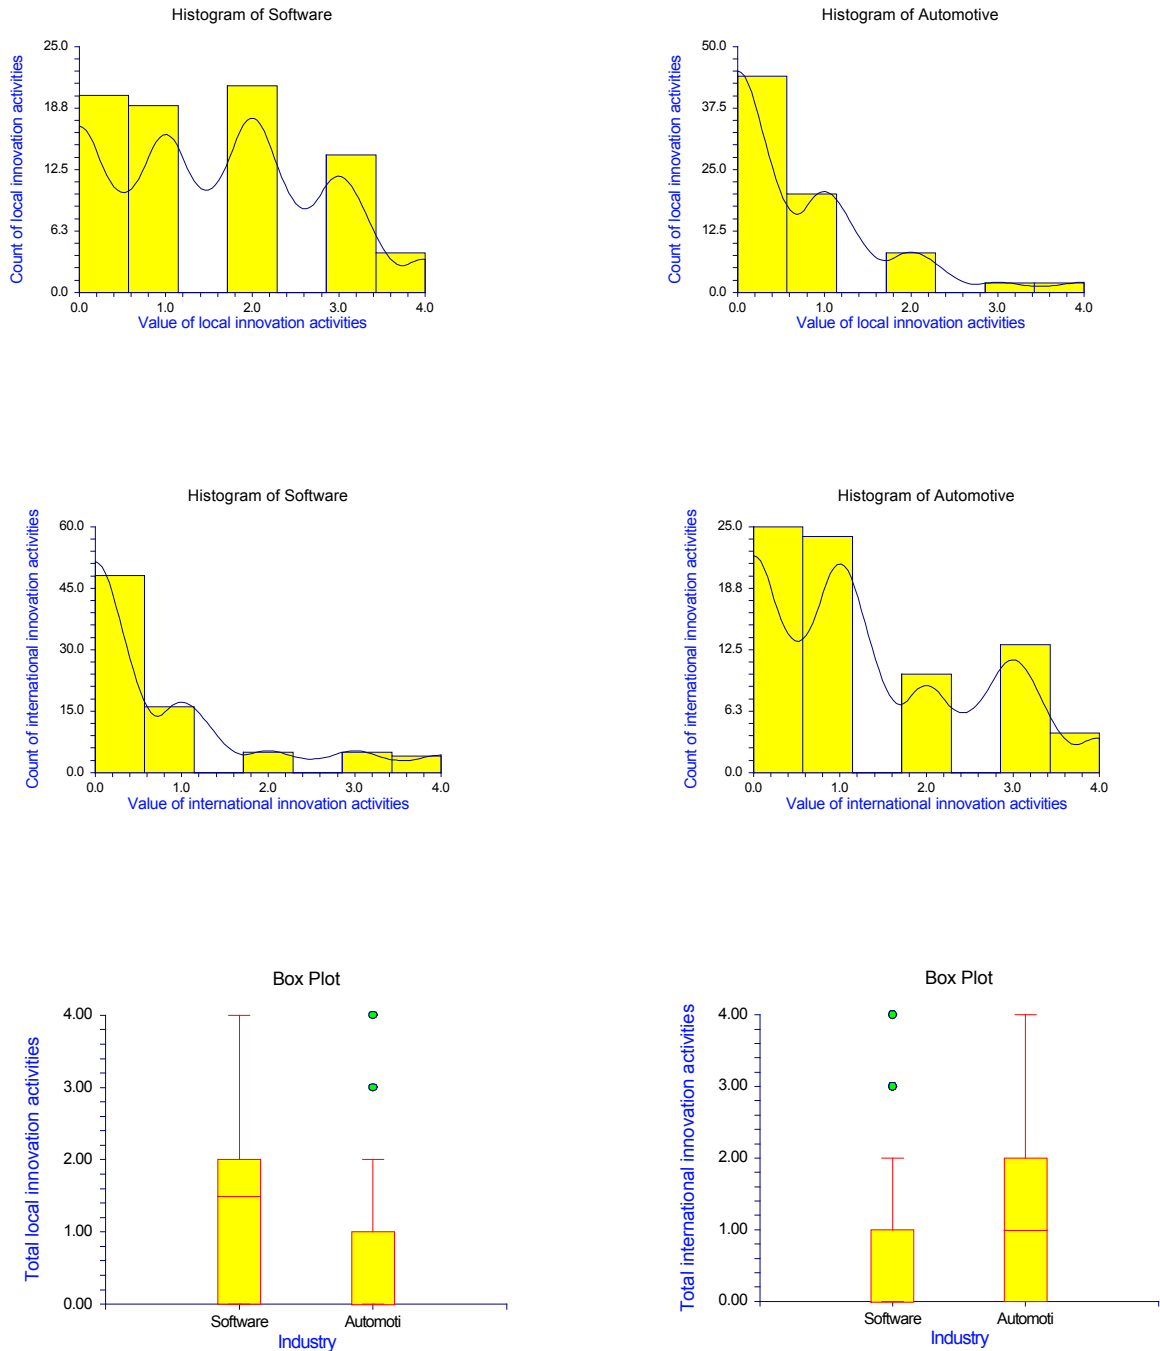 Histogram of Software
Count of local innovation activities
25.0
18.8
12.5
6.3
0.0
0.0 1.0 2.0 3.0 4.0
Value of local innovation activities
Histogram of Automotive
Count of local innovation activities
50.0
37.5
25.0
12.5
0.0
0.0 1.0 2.0 3.0 4.0
Value of local innovation activities
Histogram of Software
Count of international innovation activities
60.0
45.0
30.0
15.0
0.0
0.0 1.0 2.0 3.0 4.0
Value of international innovation activities
Histogram of Automotive
Count of international innovation activities
25.0
18.8
12.5
6.3
0.0
0.0 1.0 2.0 3.0 4.0
Value of international innovation activities
Box Plot
Total local innovation activities
4.00
3.00
2.00
1.00
0.00
Software Automoti
Industry
Box Plot
Total international innovation activities
4.00
3.00
2.00
1.00
0.00
Software Automoti
Industry